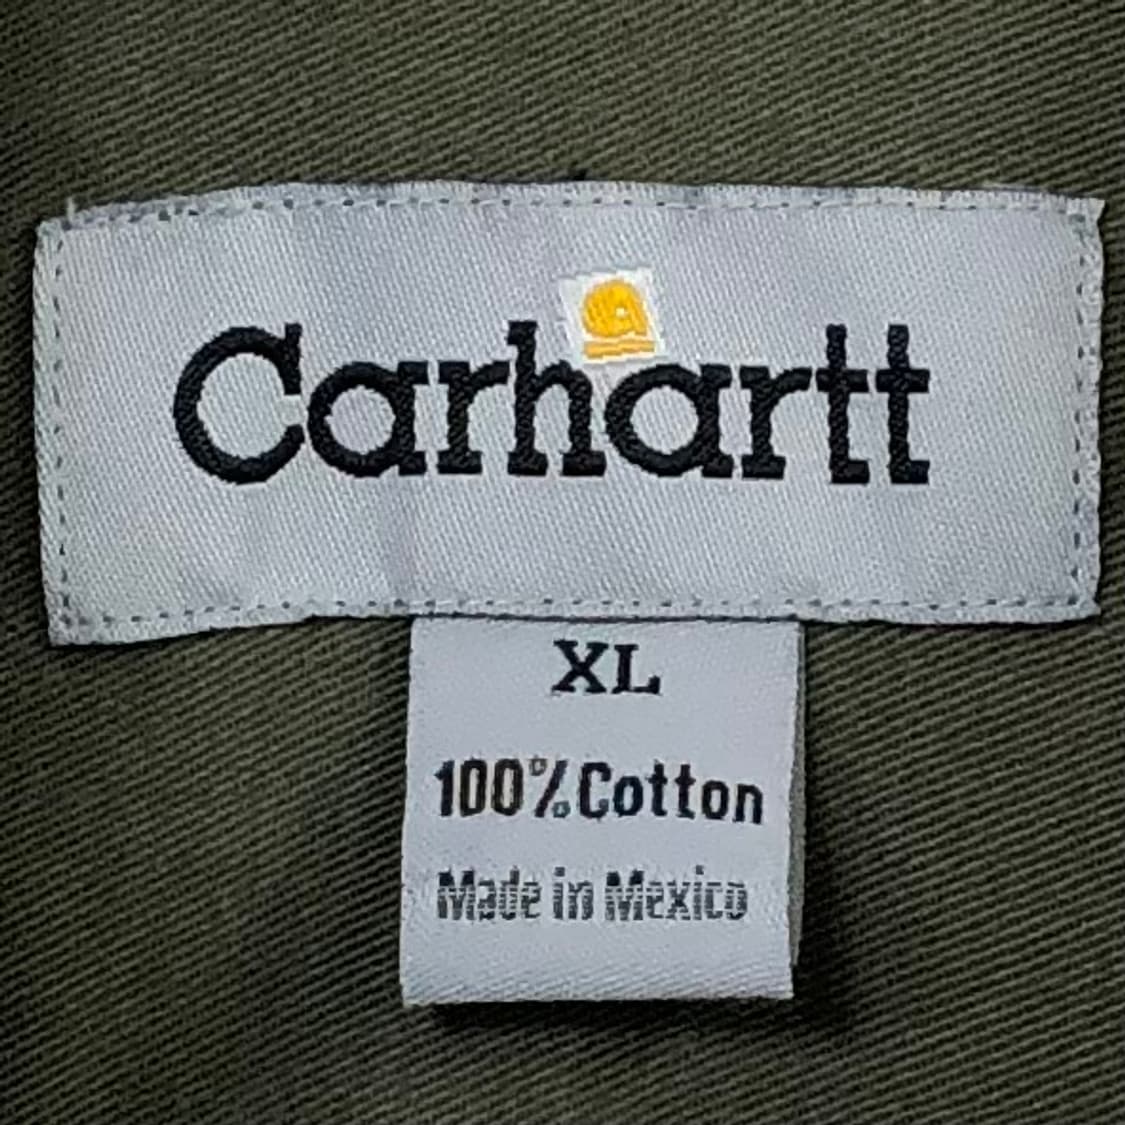 Carhartt
XL
100% Cotton
Made in Mexico